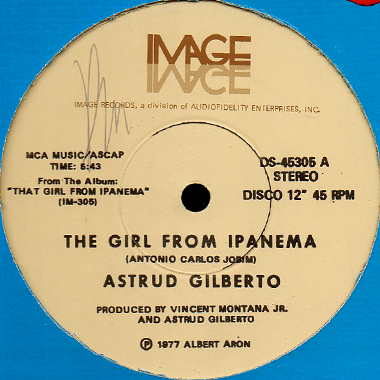 IMAGE
IMAGE RECORDS, a division of AUDIOFIDELITY ENTERPRISES, INC.
MCA MUSIC/ASCAP
TIME: 5:43
From The Album:
"THAT GIRL FROM IPANEMA"
(IM-305)
DS-45305 A
STEREO
DISCO 12" 45 RPM
THE GIRL FROM IPANEMA
(ANTONIO CARLOS JOBIM)
ASTRUD GILBERTO
PRODUCED BY VINCENT MONTANA JR.
AND ASTRUD GILBERTO
℗ 1977 ALBERT ARON